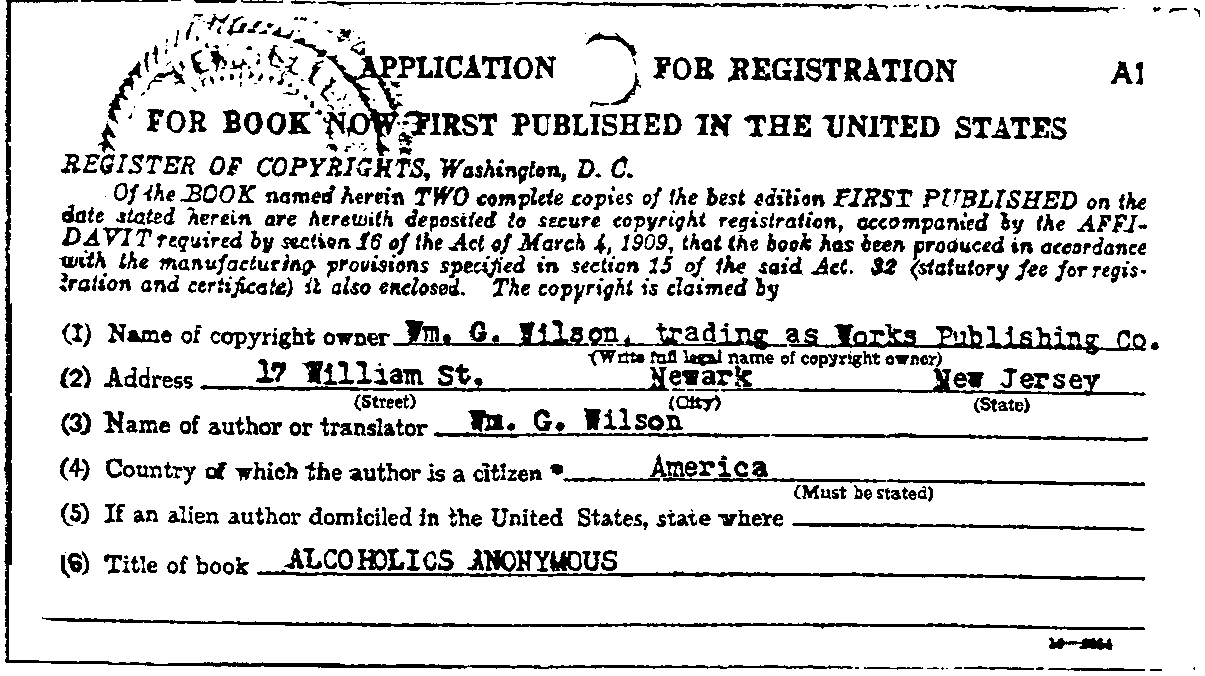 APPLICATION FOR REGISTRATION A1
FOR BOOK NOW FIRST PUBLISHED IN THE UNITED STATES
REGISTER OF COPYRIGHTS, Washington, D. C.
Of the BOOK named herein TWO complete copies of the best edition FIRST PUBLISHED on the
date stated herein are herewith deposited to secure copyright registration, accompanied by the AFFI-
DAVIT required by section 16 of the Act of March 4, 1909, that the book has been produced in accordance
with the manufacturing provisions specified in section 15 of the said Act. $2 (statutory fee for regis-
tration and certificate) is also enclosed. The copyright is claimed by
(1) Name of copyright owner Wm. G. Wilson, trading as Works Publishing Co.
(Write full legal name of copyright owner)
(2) Address 17 William St. Newark New Jersey
(Street) (City) (State)
(3) Name of author or translator Wm. G. Wilson
(4) Country of which the author is a citizen * America
(Must be stated)
(5) If an alien author domiciled in the United States, state where
(6) Title of book ALCOHOLICS ANONYMOUS